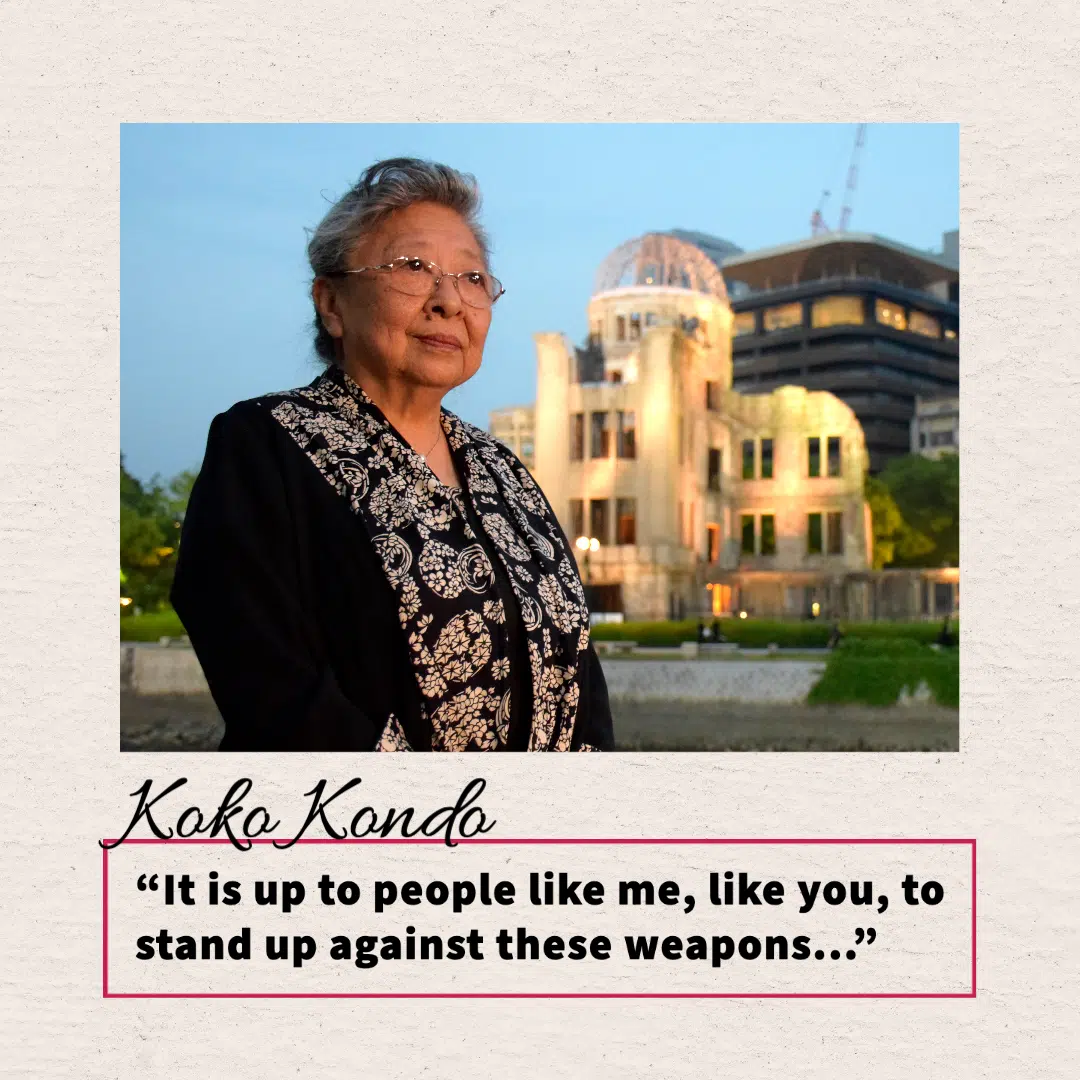 Koko Kondo
“It is up to people like me, like you, to
stand up against these weapons...”